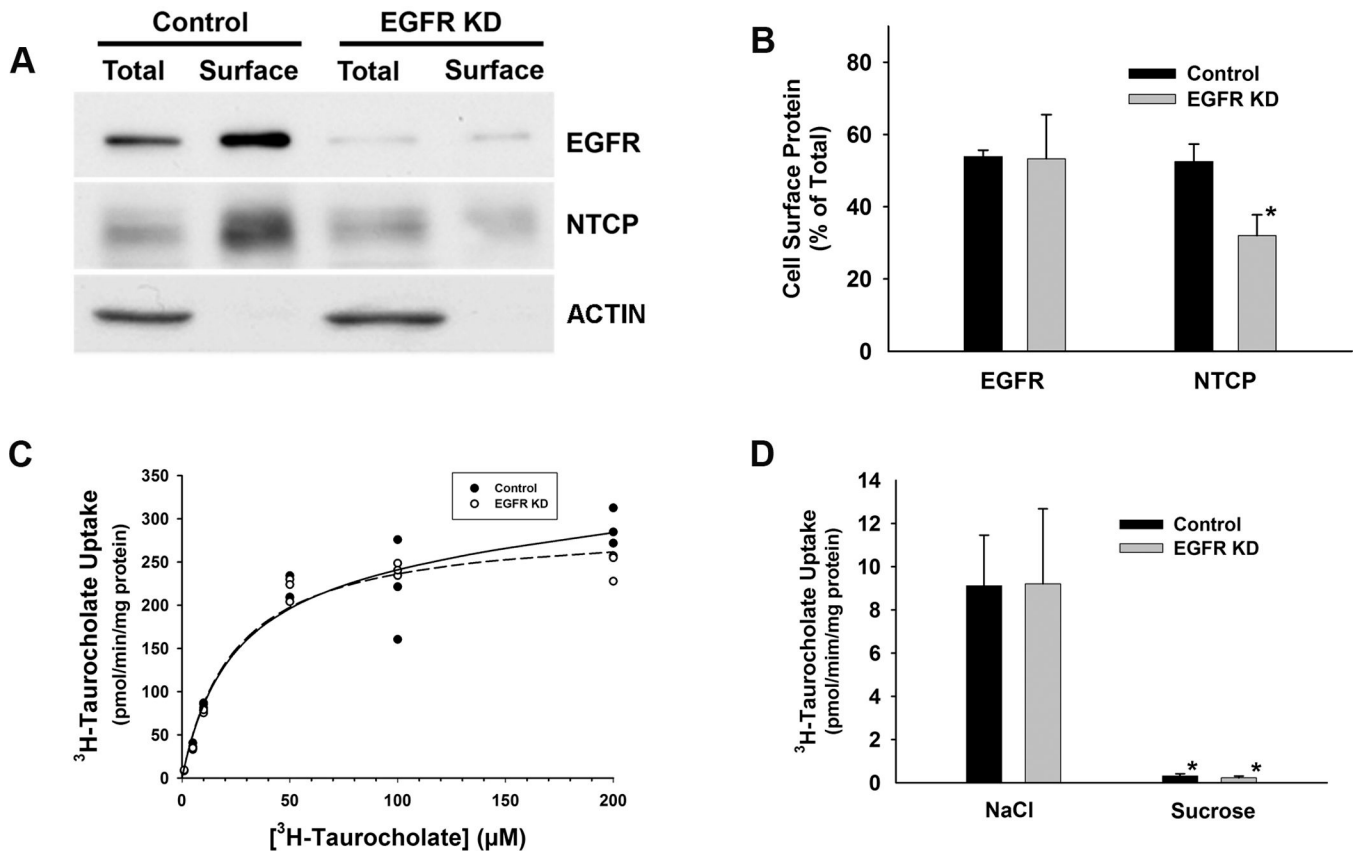 A
Control EGFR KD
Total Surface Total Surface
EGFR
NTCP
ACTIN
B
Cell Surface Protein
(% of Total)
80
60
40
20
0
Control
EGFR KD
*
EGFR NTCP
C
³H-Taurocholate Uptake
(pmol/min/mg protein)
350
300
250
200
150
100
50
0
Control
EGFR KD
0 50 100 150 200
[³H-Taurocholate] (µM)
D
³H-Taurocholate Uptake
(pmol/mim/mg protein)
14
12
10
8
6
4
2
0
Control
EGFR KD
* *
NaCl Sucrose